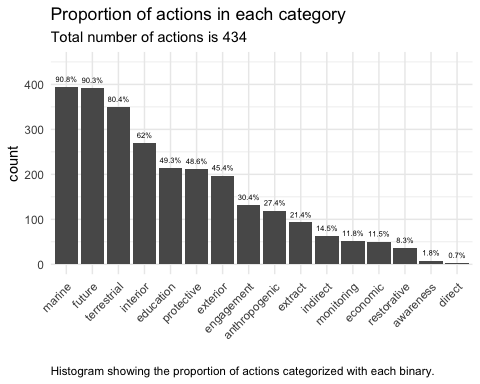 Proportion of actions in each category
Total number of actions is 434
count
400
300
200
100
0
90.8%
90.3%
80.4%
62%
49.3%
48.6%
45.4%
30.4%
27.4%
21.4%
14.5%
11.8%
11.5%
8.3%
1.8%
0.7%
marine
future
terrestrial
interior
education
protective
exterior
engagement
anthropogenic
extract
indirect
monitoring
economic
restorative
awareness
direct
Histogram showing the proportion of actions categorized with each binary.